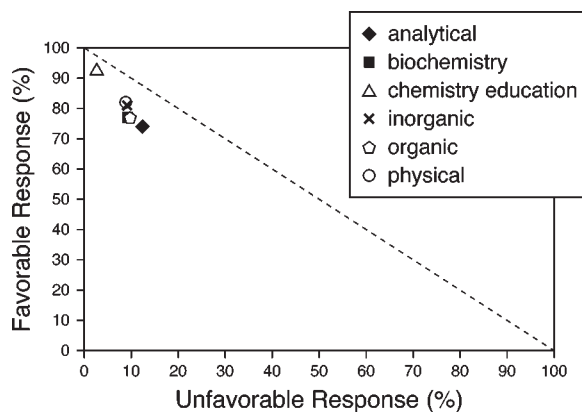 analytical
biochemistry
chemistry education
inorganic
organic
physical
Favorable Response (%)
100
90
80
70
60
50
40
30
20
10
0
0 10 20 30 40 50 60 70 80 90 100
Unfavorable Response (%)